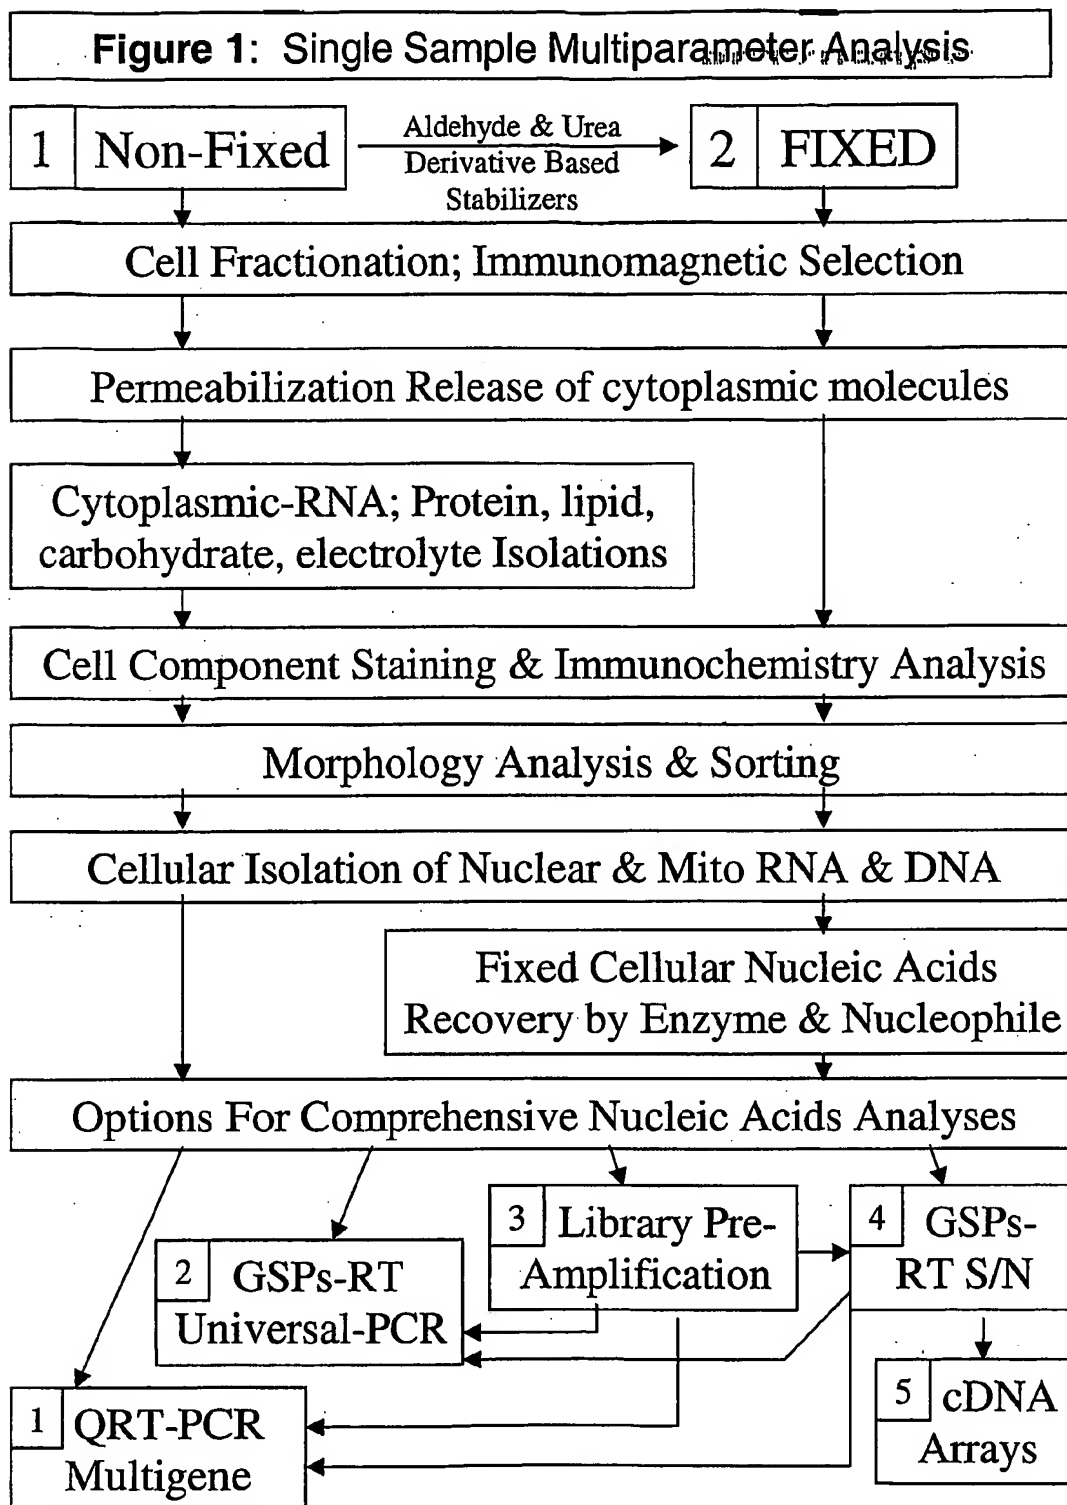 Figure 1: Single Sample Multiparameter Analysis
1 Non-Fixed
Aldehyde & Urea
Derivative Based
Stabilizers
2 FIXED
Cell Fractionation; Immunomagnetic Selection
Permeabilization Release of cytoplasmic molecules
Cytoplasmic-RNA; Protein, lipid,
carbohydrate, electrolyte Isolations
Cell Component Staining & Immunochemistry Analysis
Morphology Analysis & Sorting
Cellular Isolation of Nuclear & Mito RNA & DNA
Fixed Cellular Nucleic Acids
Recovery by Enzyme & Nucleophile
Options For Comprehensive Nucleic Acids Analyses
3 Library Pre-
Amplification
4 GSPs-
RT S/N
2 GSPs-RT
Universal-PCR
5 cDNA
Arrays
1 QRT-PCR
Multigene